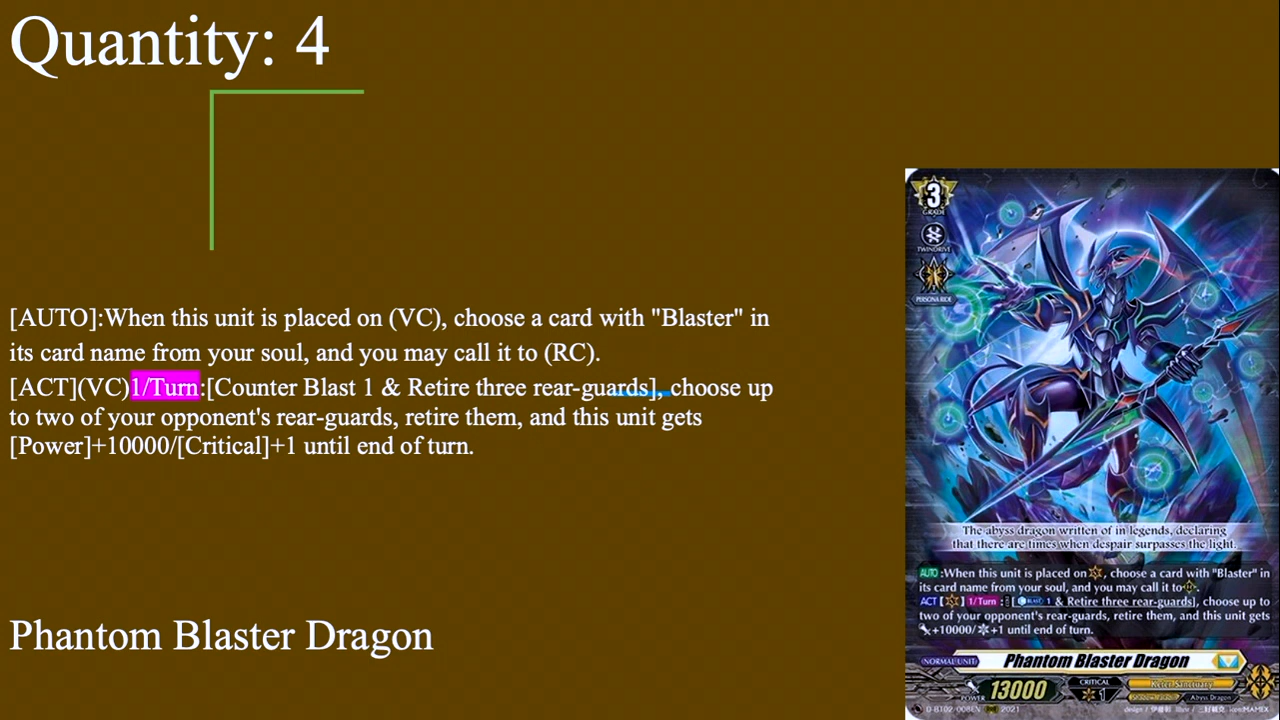 Quantity: 4
[AUTO]:When this unit is placed on (VC), choose a card with "Blaster" in
its card name from your soul, and you may call it to (RC).
[ACT](VC)1/Turn:[Counter Blast 1 & Retire three rear-guards], choose up
to two of your opponent's rear-guards, retire them, and this unit gets
[Power]+10000/[Critical]+1 until end of turn.
Phantom Blaster Dragon
3
GRADE
TWINDRIVE
PERSONA RIDE
The abyss dragon written of in legends, declaring
that there are times when despair surpasses the light.
AUTO:When this unit is placed on, choose a card with "Blaster" in
its card name from your soul, and you may call it to.
ACT [ ] 1/Turn:[ BLAST 1 & Retire three rear-guards], choose up to
two of your opponent's rear-guards, retire them, and this unit gets
+10000/ +1 until end of turn.
NORMAL UNIT
Phantom Blaster Dragon
POWER 13000
CRITICAL 1
Keter Sanctuary
Abyss Dragon
2021